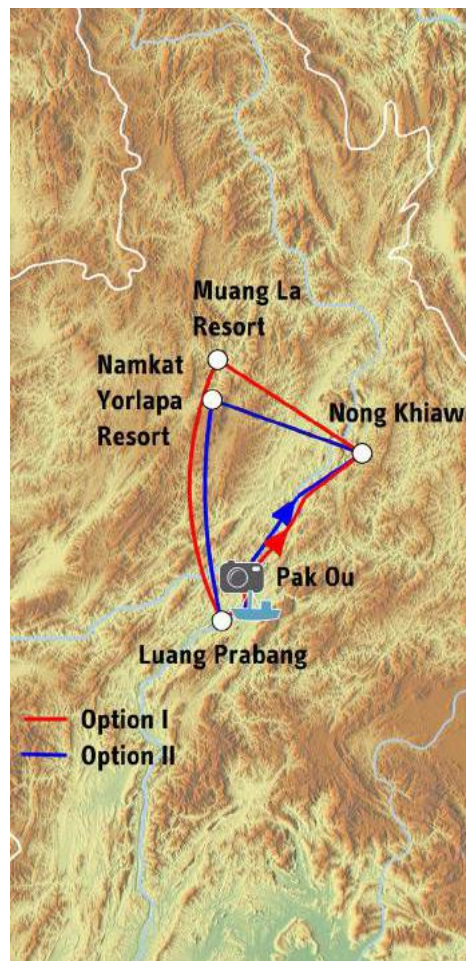 Muang La
Resort
Namkat
Yorlapa
Resort
Nong Khiaw
Pak Ou
Luang Prabang
Option I
Option II